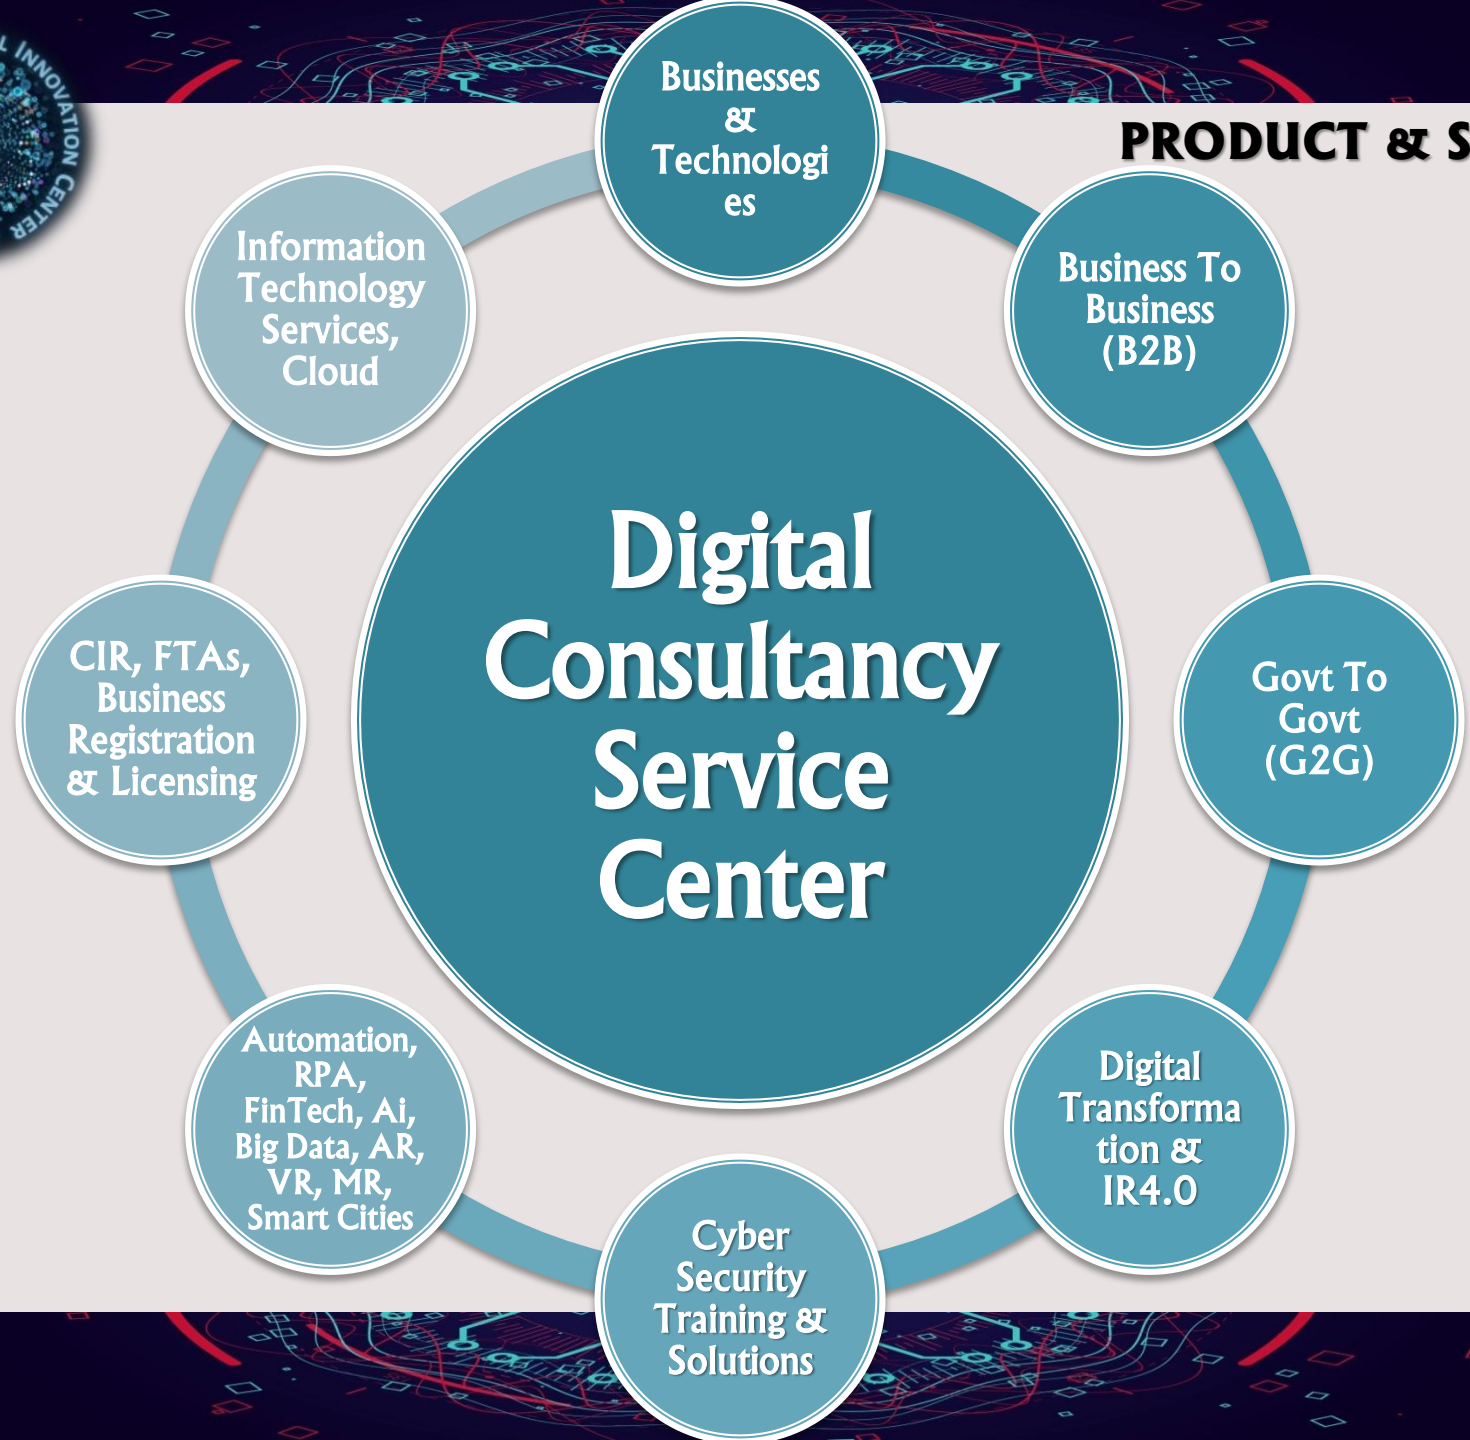 L INNOVATION CENTER
PRODUCT & S
Businesses
&
Technologi
es
Business To
Business
(B2B)
Govt To
Govt
(G2G)
Digital
Transforma
tion &
IR4.0
Cyber
Security
Training &
Solutions
Automation,
RPA,
FinTech, Ai,
Big Data, AR,
VR, MR,
Smart Cities
CIR, FTAs,
Business
Registration
& Licensing
Information
Technology
Services,
Cloud
Digital
Consultancy
Service
Center